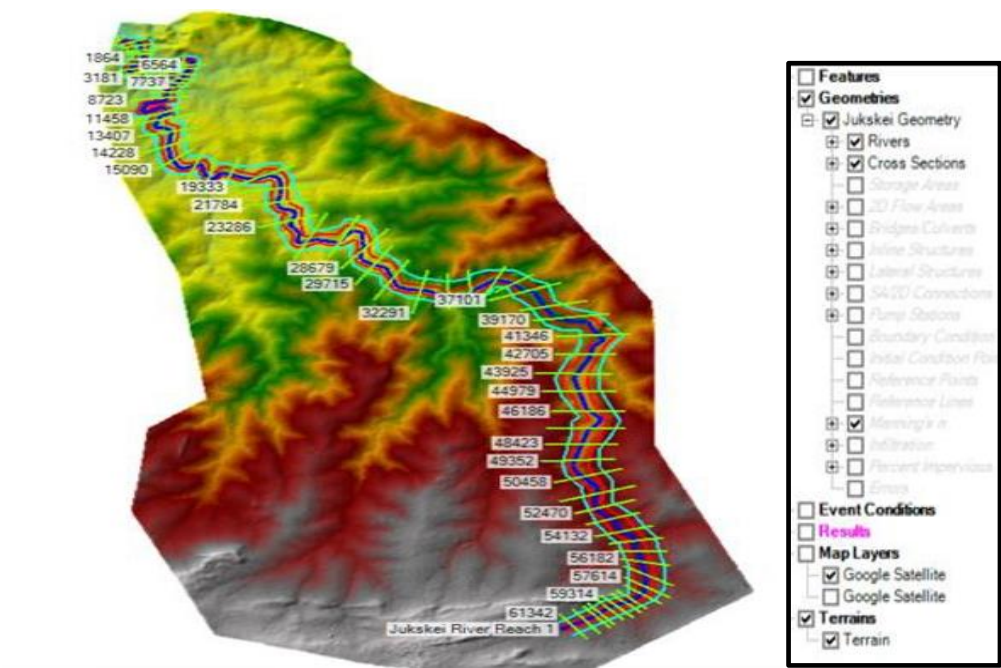 1864
6564
3181
7737
8723
11458
13407
14228
15090
19333
21784
23286
28679
29715
32291
37101
39170
41346
42705
43925
44979
46186
48423
49352
50458
52470
54132
56182
57614
59314
61342
Jukskei River Reach 1
Features
Geometries
Jukskei Geometry
Rivers
Cross Sections
Storage Areas
2D Flow Areas
Bridges Culverts
Inline Structures
Lateral Structures
SA/2D Connections
Pump Stations
Boundary Condition
Initial Condition Poi
Reference Points
Reference Lines
Manning's n
Infiltration
Percent Impervious
Errors
Event Conditions
Results
Map Layers
Google Satellite
Google Satellite
Terrains
Terrain